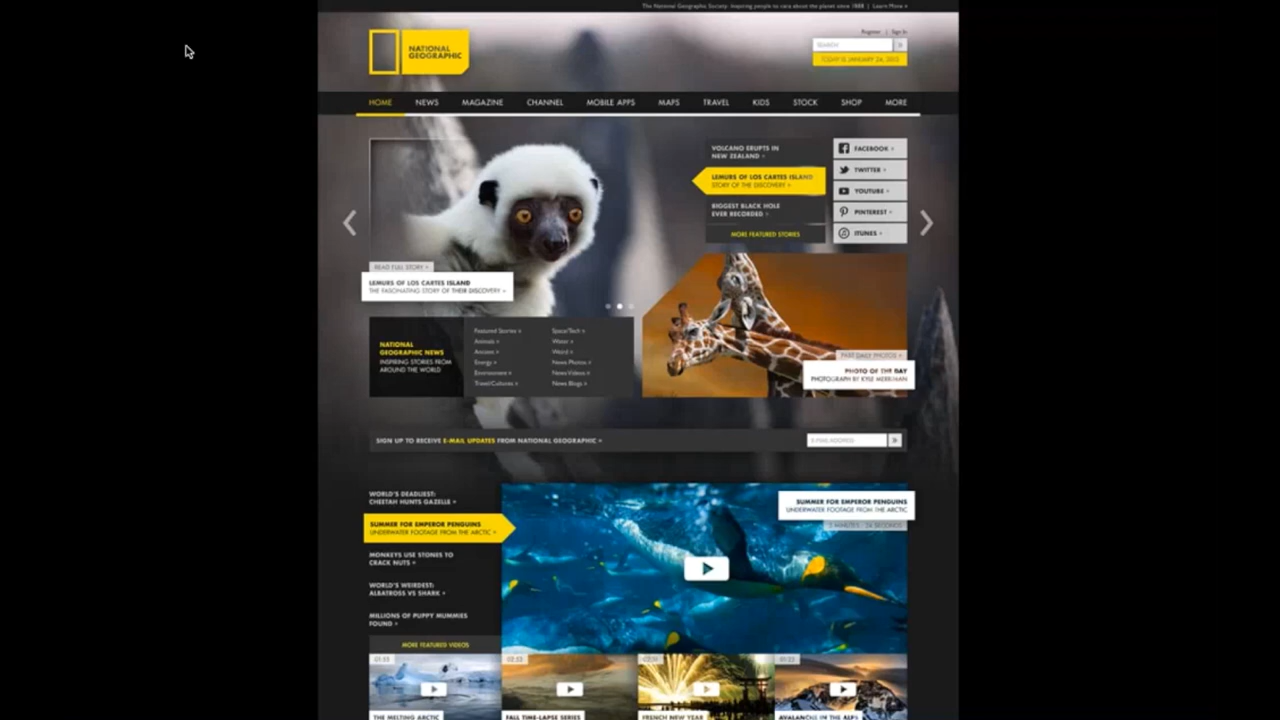 The National Geographic Society: Inspiring people to care about the planet since 1888 | Learn More »
Register | Sign In
NATIONAL
GEOGRAPHIC
SEARCH
TODAY IS JANUARY 24, 2013
HOME NEWS MAGAZINE CHANNEL MOBILE APPS MAPS TRAVEL KIDS STOCK SHOP MORE
VOLCANO ERUPTS IN
NEW ZEALAND »
LEMURS OF LOS CARTES ISLAND
STORY OF THE DISCOVERY »
BIGGEST BLACK HOLE
EVER RECORDED »
MORE FEATURED STORIES
FACEBOOK »
TWITTER »
YOUTUBE »
PINTEREST »
ITUNES »
READ FULL STORY »
LEMURS OF LOS CARTES ISLAND
THE FASCINATING STORY OF THEIR DISCOVERY »
NATIONAL
GEOGRAPHIC NEWS
INSPIRING STORIES FROM
AROUND THE WORLD
Featured Stories »
Animals »
Ancient »
Energy »
Environment »
Travel/Cultures »
Space/Tech »
Water »
Weird »
News Photos »
News Videos »
News Blogs »
PAST DAILY PHOTOS »
PHOTO OF THE DAY
PHOTOGRAPH BY KYLE MERRIMAN
SIGN UP TO RECEIVE E-MAIL UPDATES FROM NATIONAL GEOGRAPHIC »
E-MAIL ADDRESS
WORLD'S DEADLIEST:
CHEETAH HUNTS GAZELLE »
SUMMER FOR EMPEROR PENGUINS
UNDERWATER FOOTAGE FROM THE ARCTIC »
MONKEYS USE STONES TO
CRACK NUTS »
WORLD'S WEIRDEST:
ALBATROSS VS SHARK »
MILLIONS OF PUPPY MUMMIES
FOUND »
MORE FEATURED VIDEOS
SUMMER FOR EMPEROR PENGUINS
UNDERWATER FOOTAGE FROM THE ARCTIC
2 MINUTES : 24 SECONDS
02:52
THE MELTING ARCTIC
FALL TIME-LAPSE SERIES
FRENCH NEW YEAR
AVALANCHE IN THE ALPS